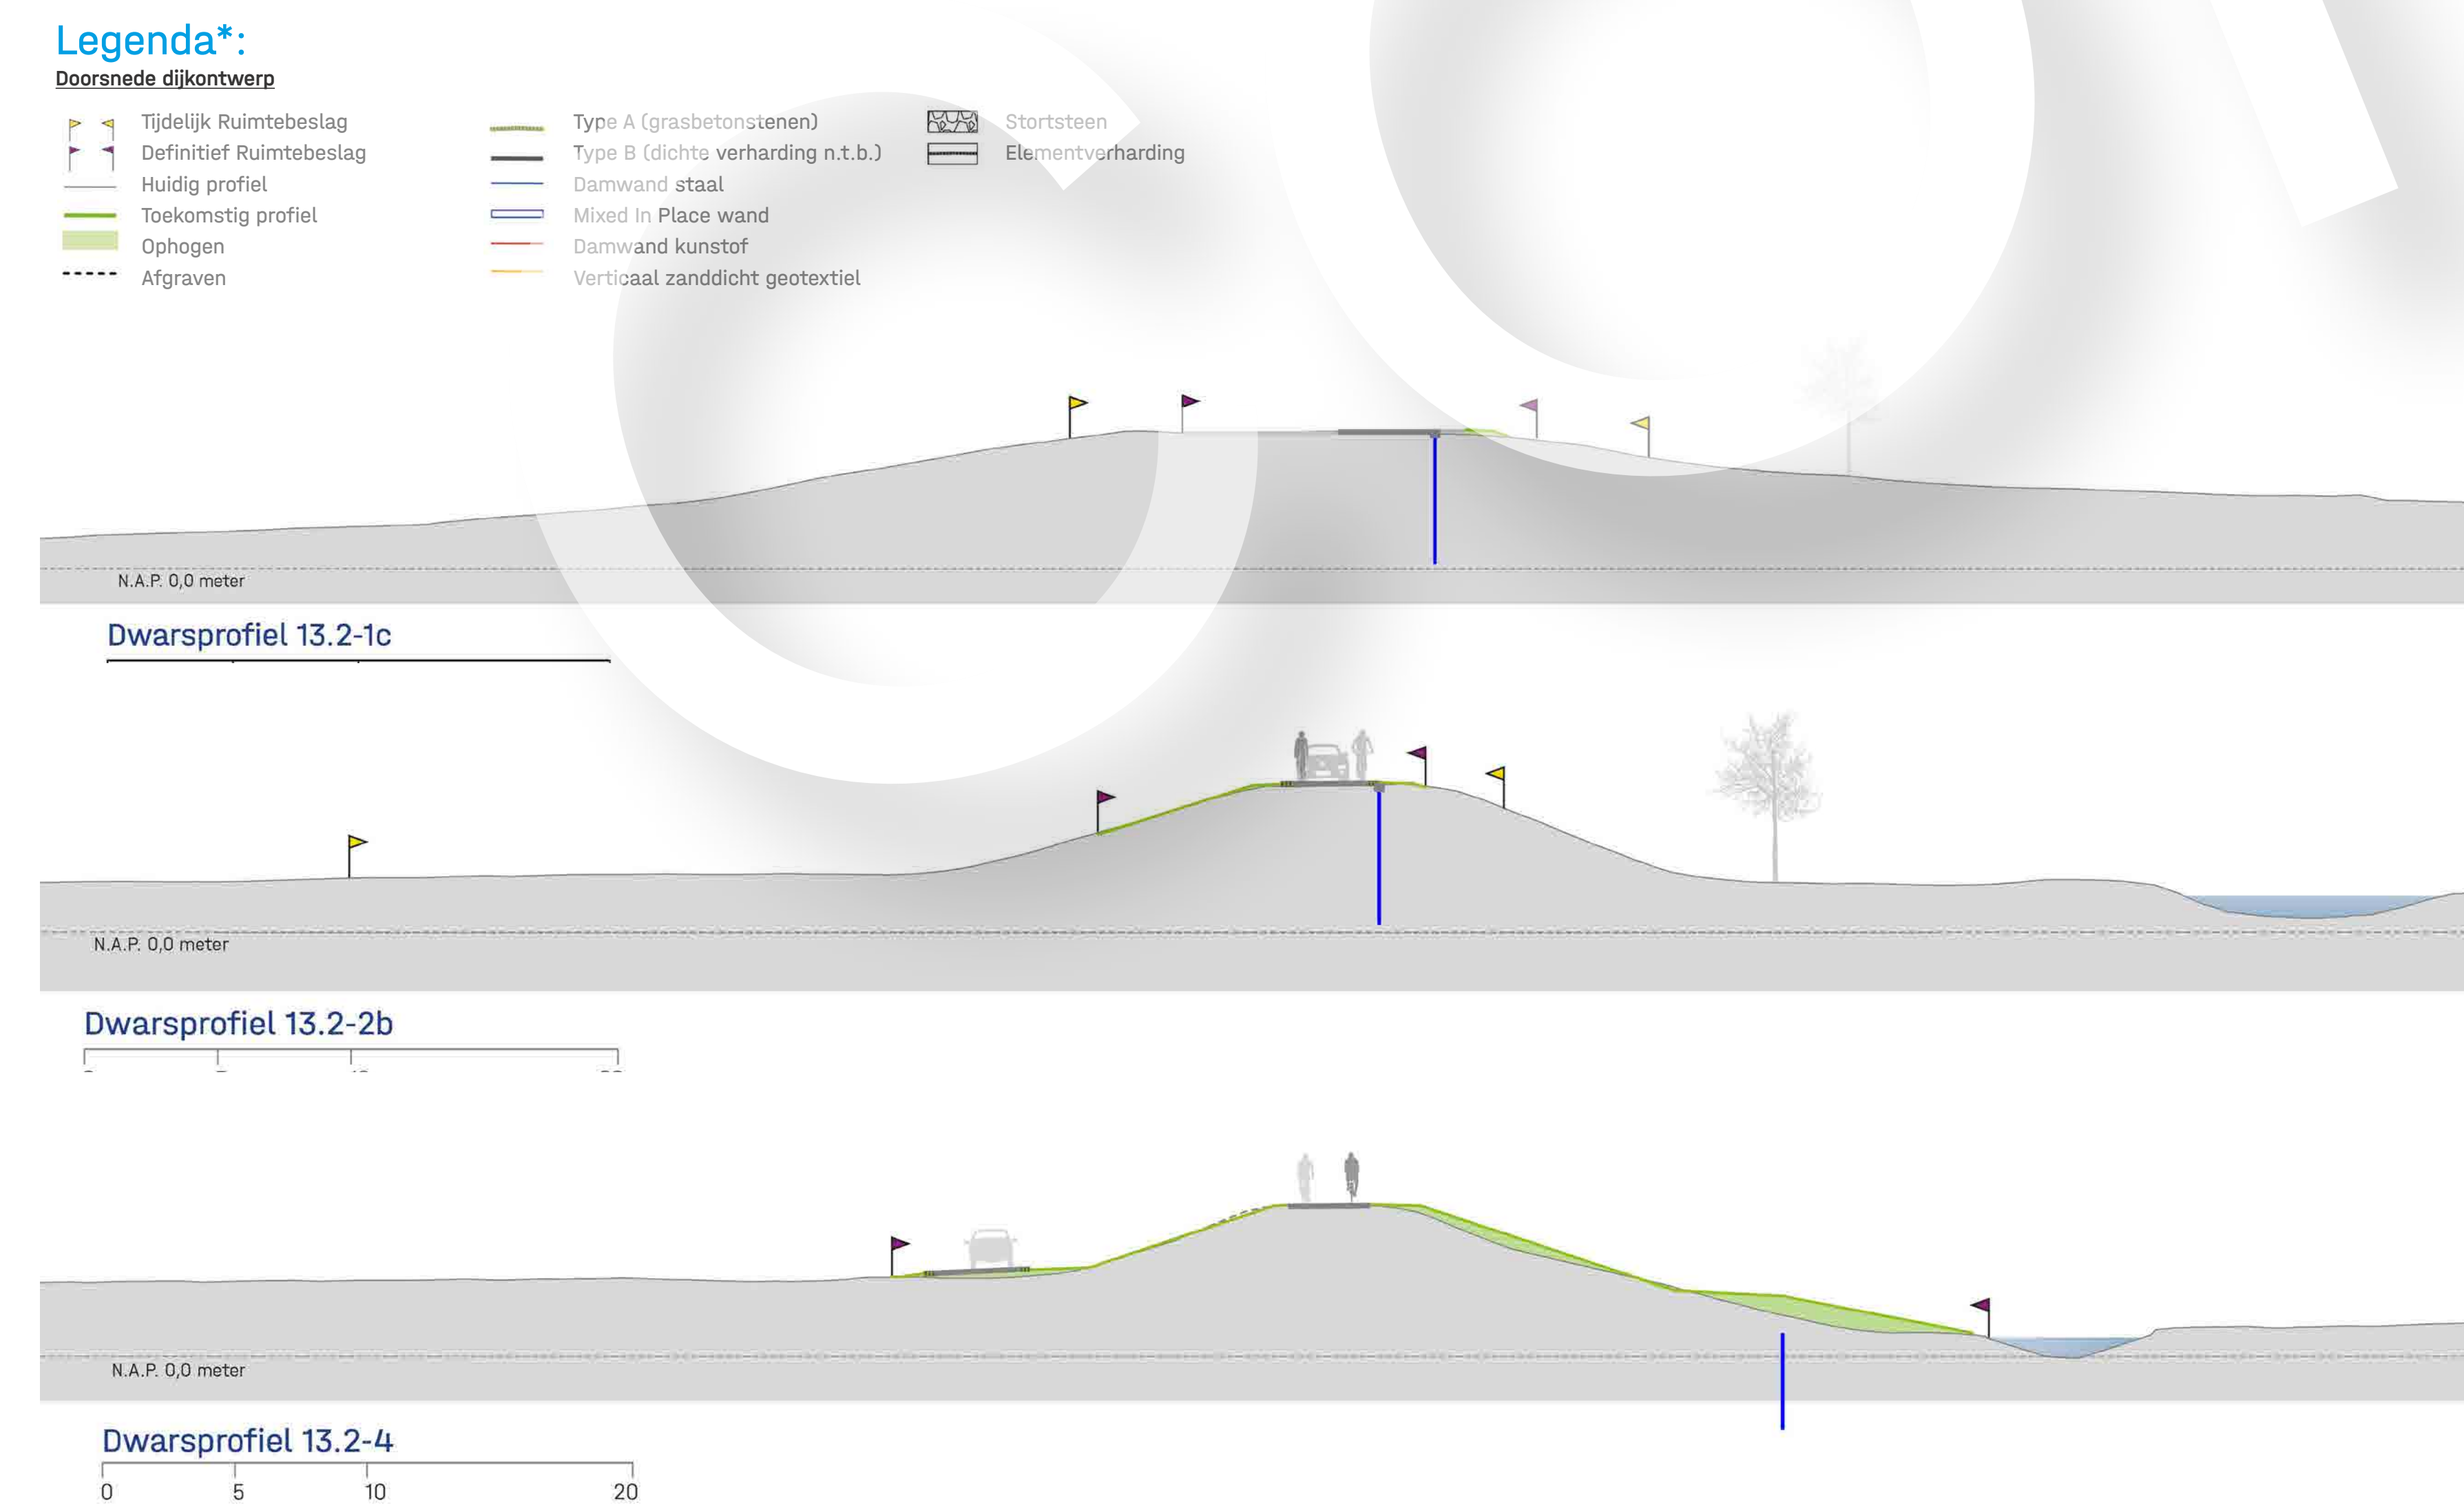 Legenda*:
Doorsnede dijkontwerp
Tijdelijk Ruimtebeslag
Definitief Ruimtebeslag
Huidig profiel
Toekomstig profiel
Ophogen
Afgraven
Type A (grasbetonstenen)
Type B (dichte verharding n.t.b.)
Damwand staal
Mixed In Place wand
Damwand kunstof
Verticaal zanddicht geotextiel
Stortsteen
Elementverharding
N.A.P. 0,0 meter
Dwarsprofiel 13.2-1c
N.A.P. 0,0 meter
Dwarsprofiel 13.2-2b
N.A.P. 0,0 meter
Dwarsprofiel 13.2-4
0 5 10 20